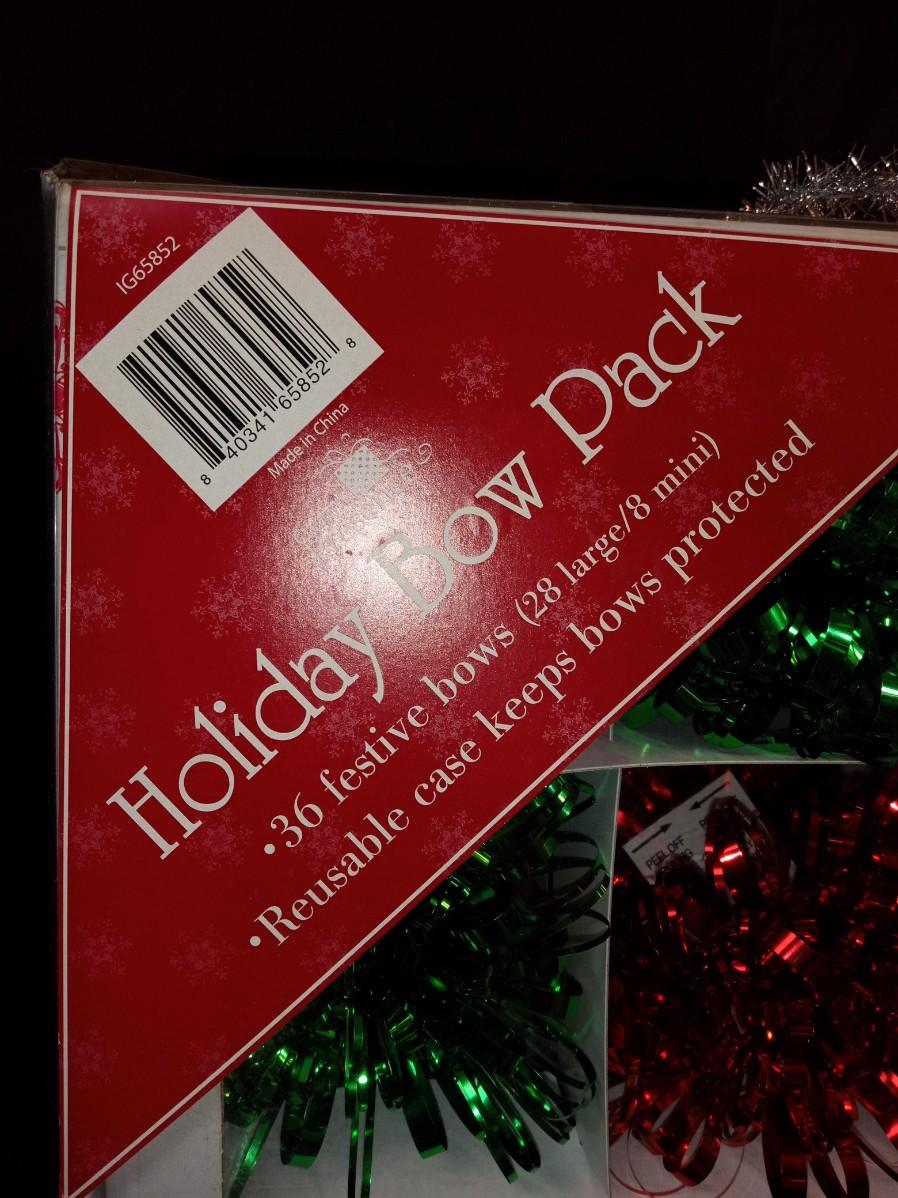 IG65852
8 40341 65852 8
Made in China
Holiday Bow Pack
•36 festive bows (28 large/8 mini)
•Reusable case keeps bows protected
PEEL OFF